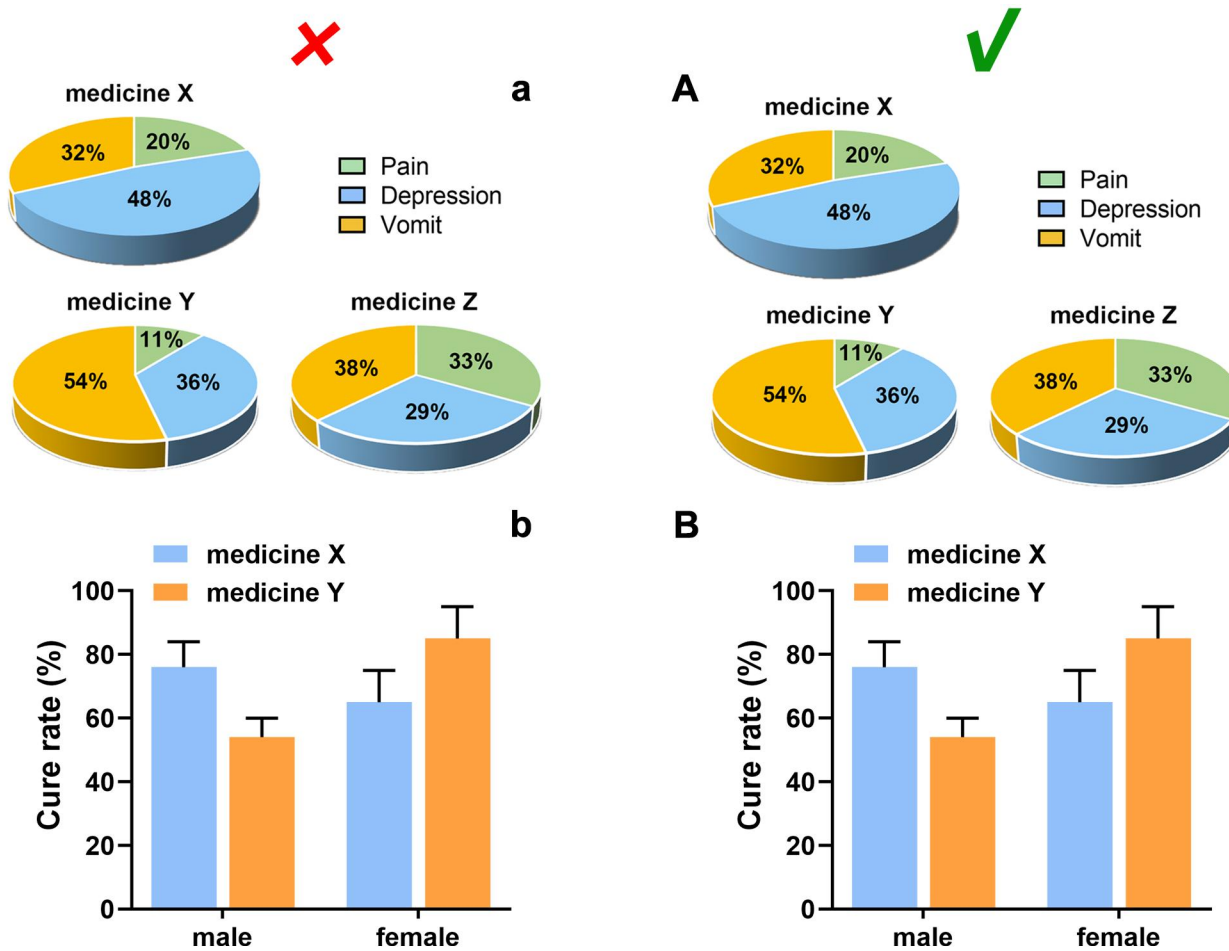 a
medicine X
32%
20%
48%
Pain
Depression
Vomit
medicine Y
11%
54%
36%
medicine Z
38%
33%
29%
b
medicine X
medicine Y
Cure rate (%)
100
80
60
40
20
0
male
female
A
medicine X
32%
20%
48%
Pain
Depression
Vomit
medicine Y
11%
54%
36%
medicine Z
38%
33%
29%
B
medicine X
medicine Y
Cure rate (%)
100
80
60
40
20
0
male
female